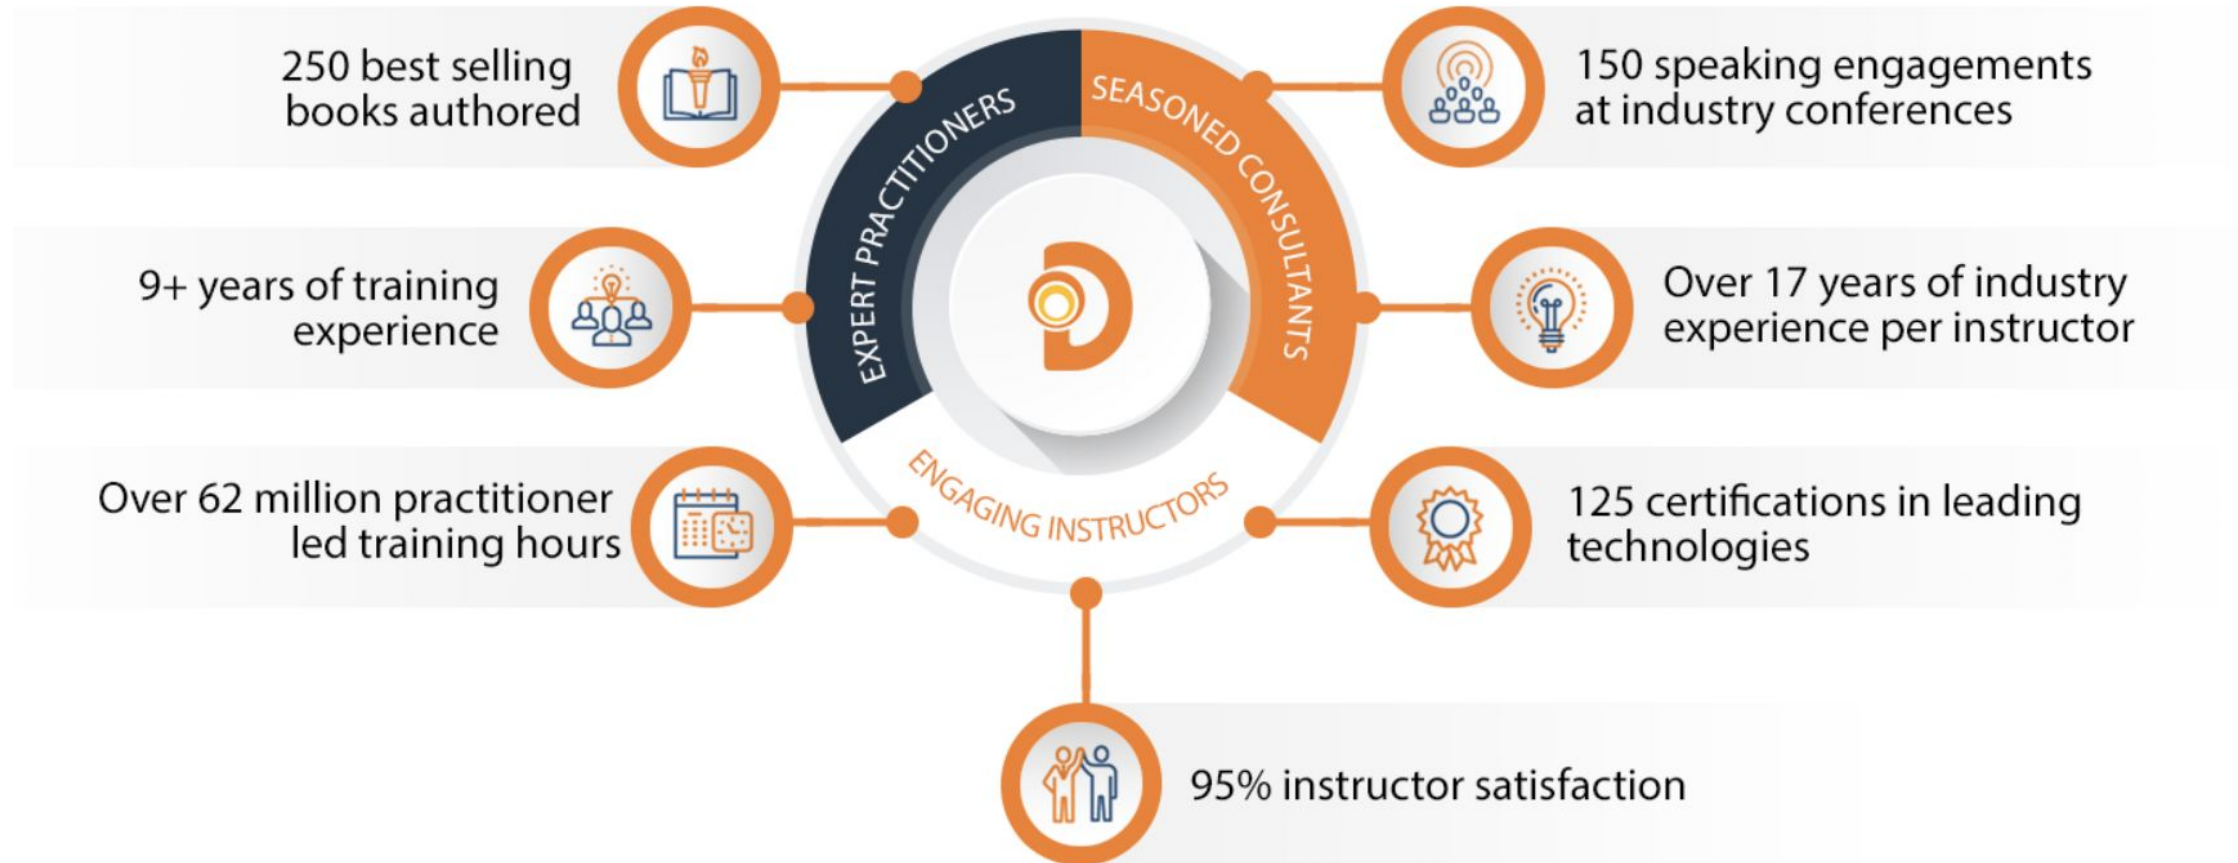 250 best selling
books authored
9+ years of training
experience
Over 62 million practitioner
led training hours
EXPERT PRACTITIONERS
SEASONED CONSULTANTS
ENGAGING INSTRUCTORS
150 speaking engagements
at industry conferences
Over 17 years of industry
experience per instructor
125 certifications in leading
technologies
95% instructor satisfaction